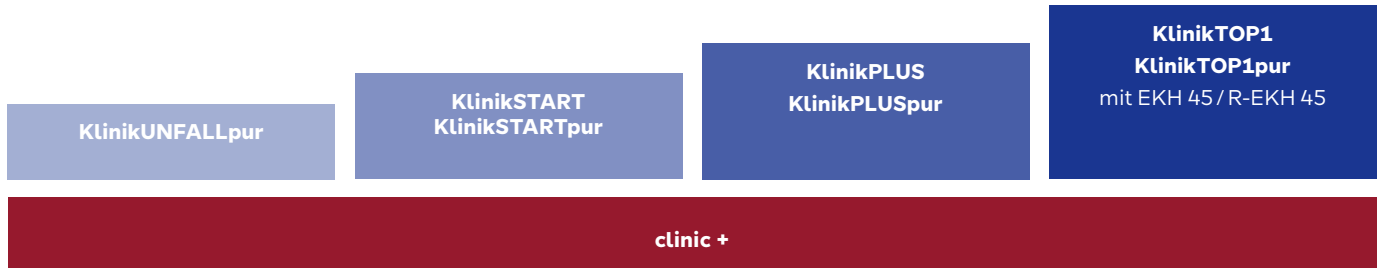 KlinikUNFALLpur
KlinikSTART
KlinikSTARTpur
KlinikPLUS
KlinikPLUSpur
KlinikTOP1
KlinikTOP1pur
mit EKH 45 / R-EKH 45
clinic +